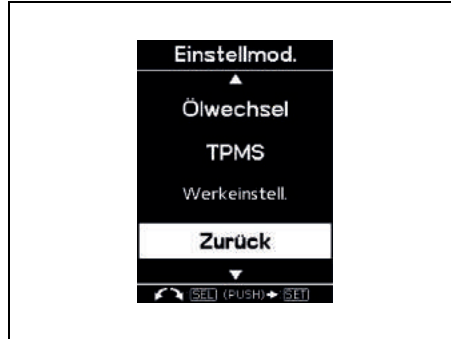 Einstellmod.
Ölwechsel
TPMS
Werkeinstell.
Zurück
SEL (PUSH) SET